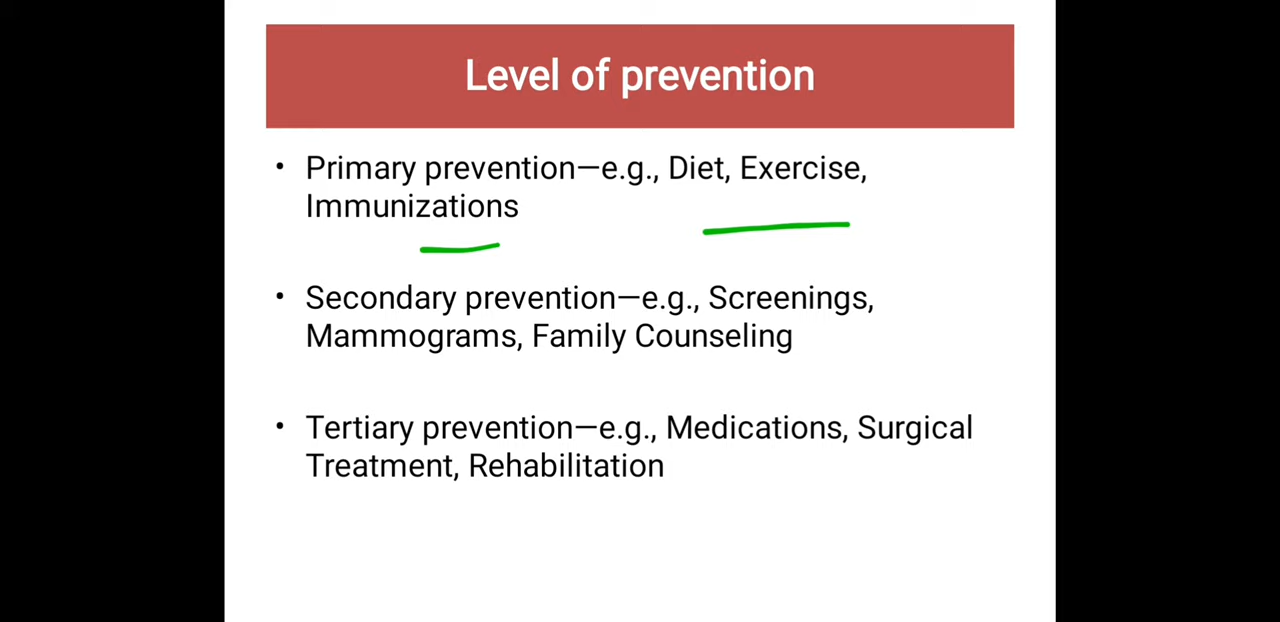 Level of prevention
• Primary prevention—e.g., Diet, Exercise,
Immunizations
• Secondary prevention—e.g., Screenings,
Mammograms, Family Counseling
• Tertiary prevention—e.g., Medications, Surgical
Treatment, Rehabilitation